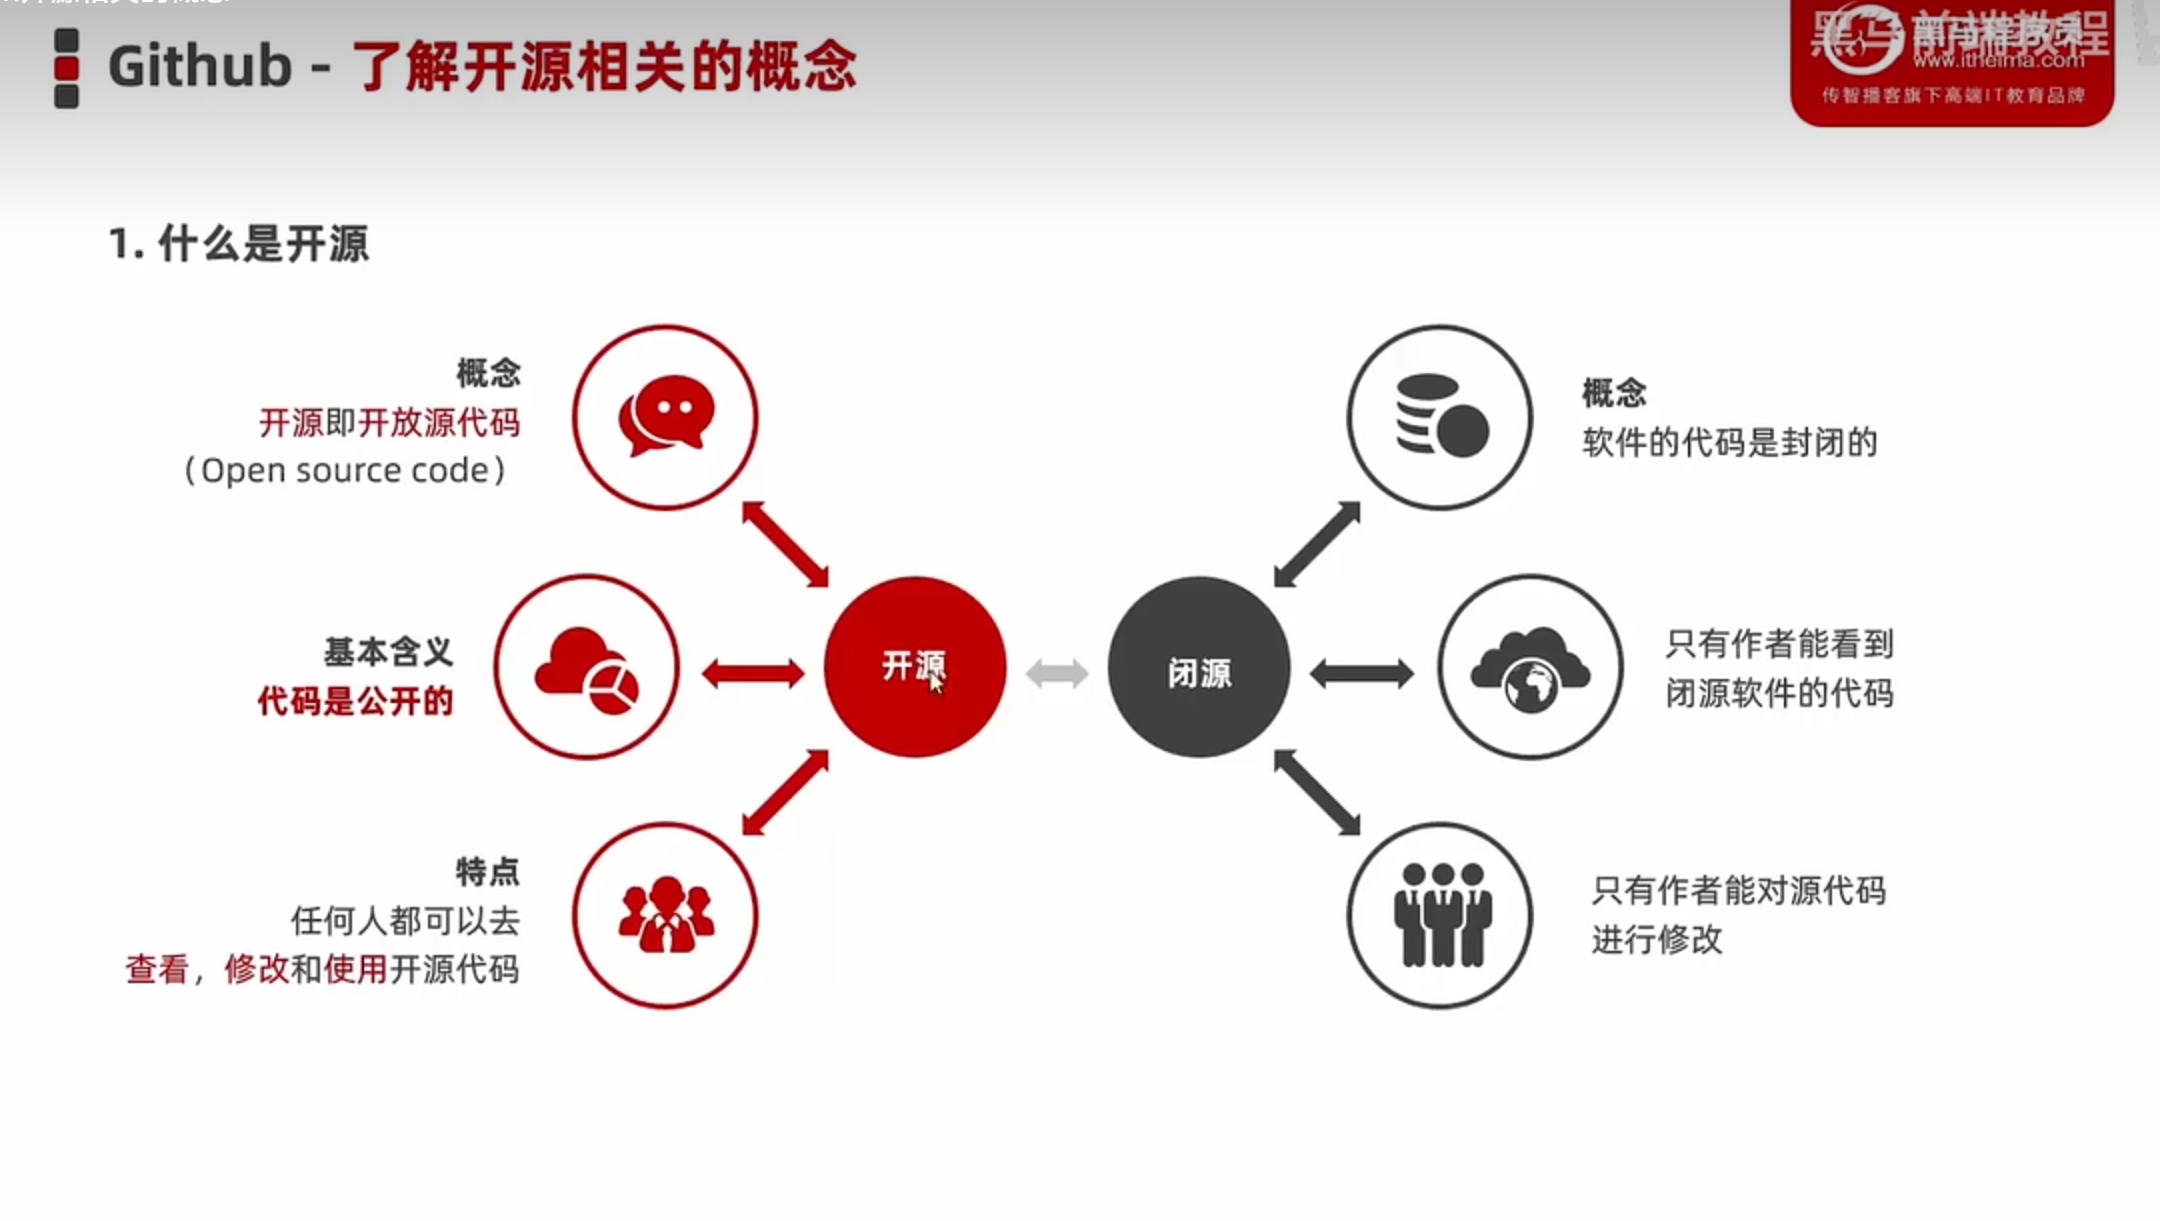 Github - 了解开源相关的概念
黑马前端教程
www.itheima.com
传智播客旗下高端IT教育品牌
1. 什么是开源
概念
开源即开放源代码
（Open source code）
基本含义
代码是公开的
特点
任何人都可以去
查看，修改和使用开源代码
开源
闭源
概念
软件的代码是封闭的
只有作者能看到
闭源软件的代码
只有作者能对源代码
进行修改